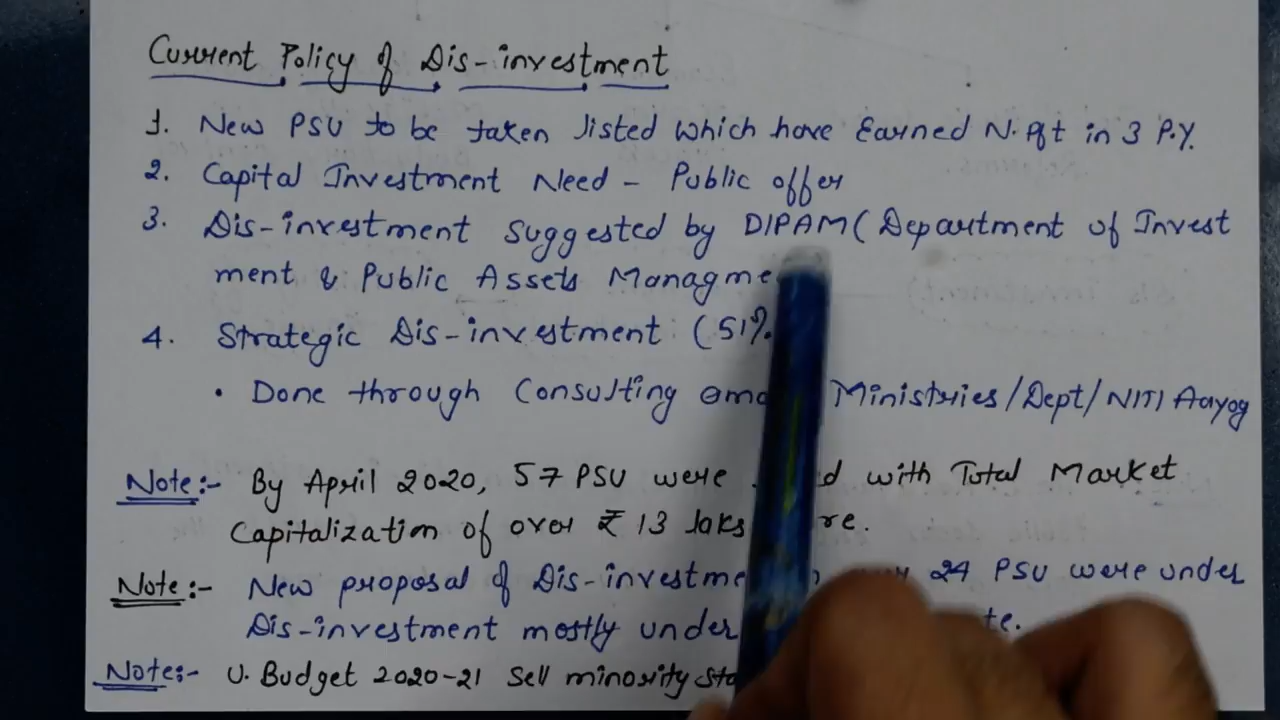 Current Policy of Dis-investment
1. New PSU to be taken listed which have Earned N. Pft in 3 P.Y.
2. Capital Investment Need - Public offer
3. Dis-investment Suggested by DIPAM ( Department of Invest
ment & Public Assets Managme
4. Strategic Dis-investment (51%
• Done through Consulting Ministries/Dept/NITI Aayog
Note:- By April 2020, 57 PSU were with Total Market
Capitalization of over ₹ 13 laks
Note:- New proposal of Dis-investme 24 PSU were under
Dis-investment mostly under
Note:- U. Budget 2020-21 Sell minority